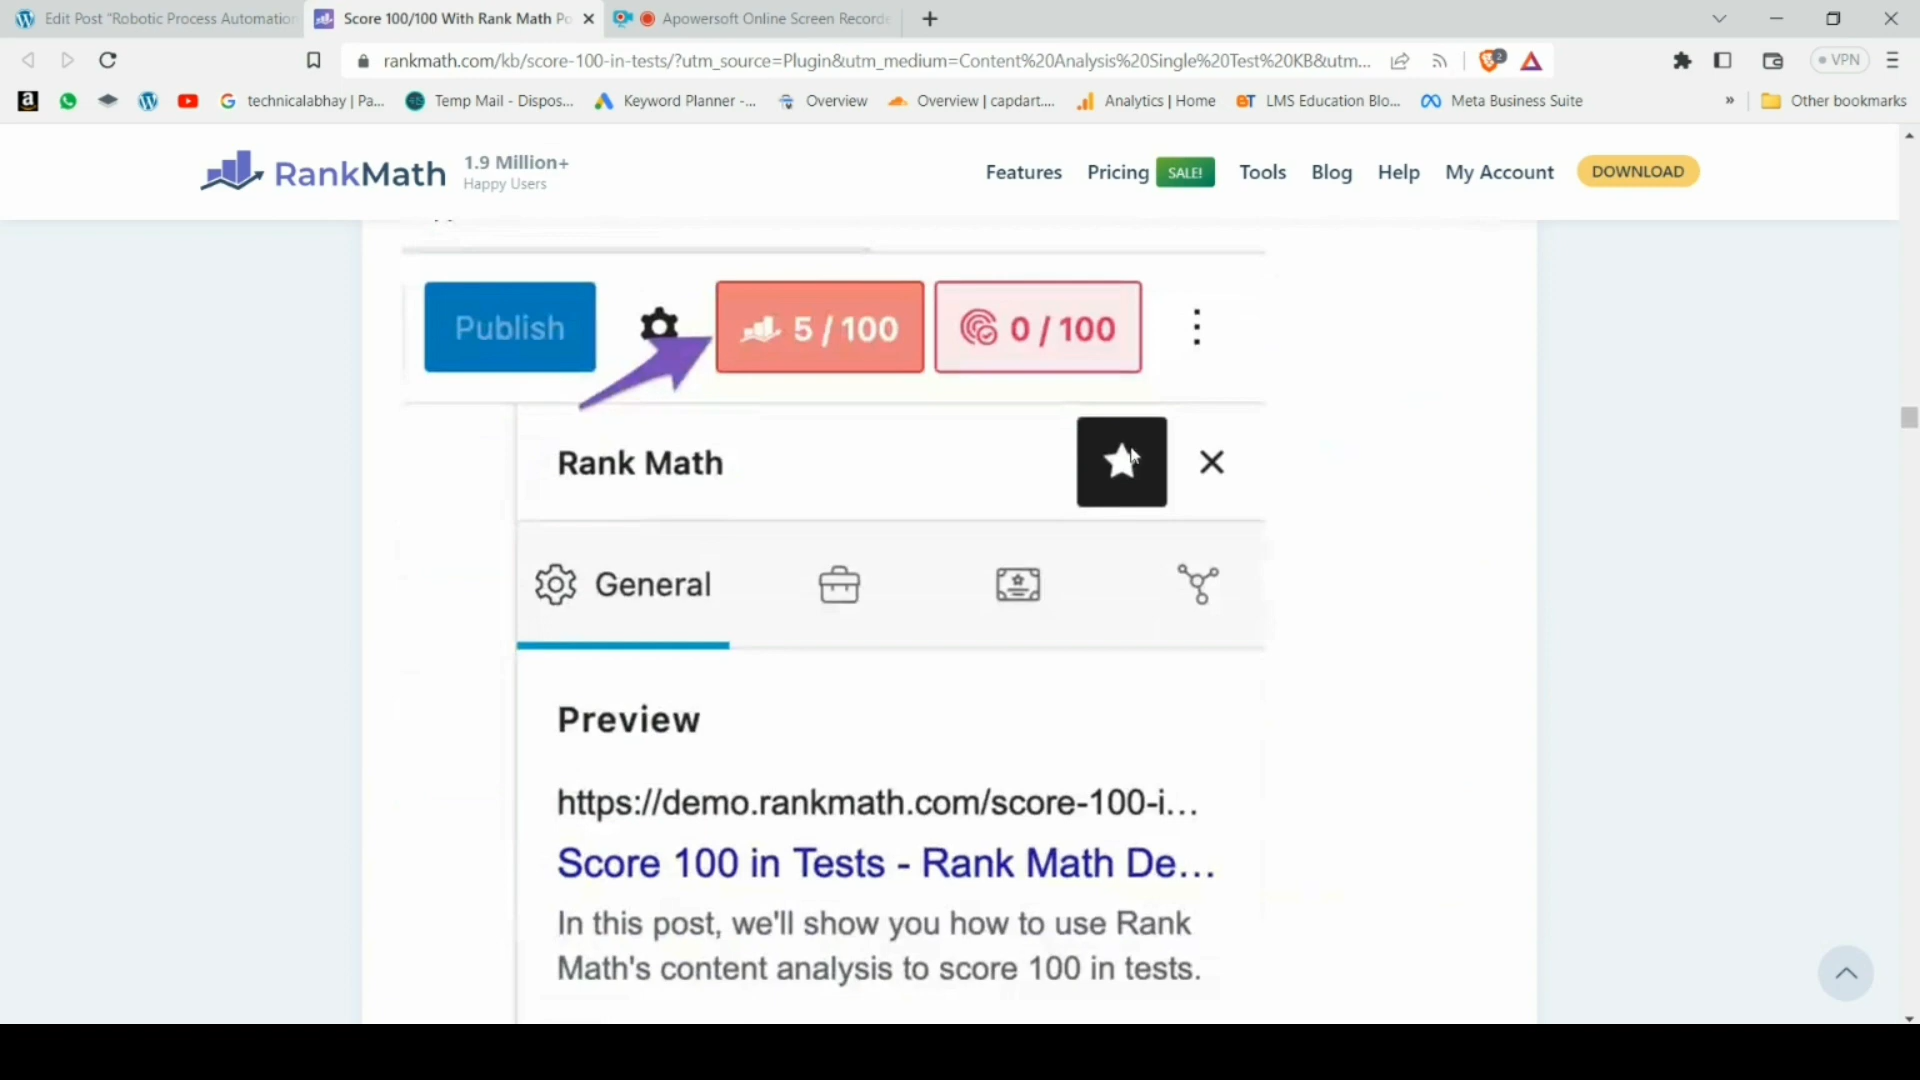 Edit Post "Robotic Process Automation
Score 100/100 With Rank Math Po
Apowersoft Online Screen Recorde
rankmath.com/kb/score-100-in-tests/?utm_source=Plugin&utm_medium=Content%20Analysis%20Single%20Test%20KB&utm...
2
VPN
technicalabhay | Pa...
Temp Mail - Dispos...
Keyword Planner -...
Overview
Overview | capdart....
Analytics | Home
LMS Education Blo...
Meta Business Suite
»
Other bookmarks
RankMath
1.9 Million+
Happy Users
Features
Pricing
SALE!
Tools
Blog
Help
My Account
DOWNLOAD
Publish
5 / 100
0 / 100
Rank Math
General
Preview
https://demo.rankmath.com/score-100-i...
Score 100 in Tests - Rank Math De...
In this post, we'll show you how to use Rank
Math's content analysis to score 100 in tests.